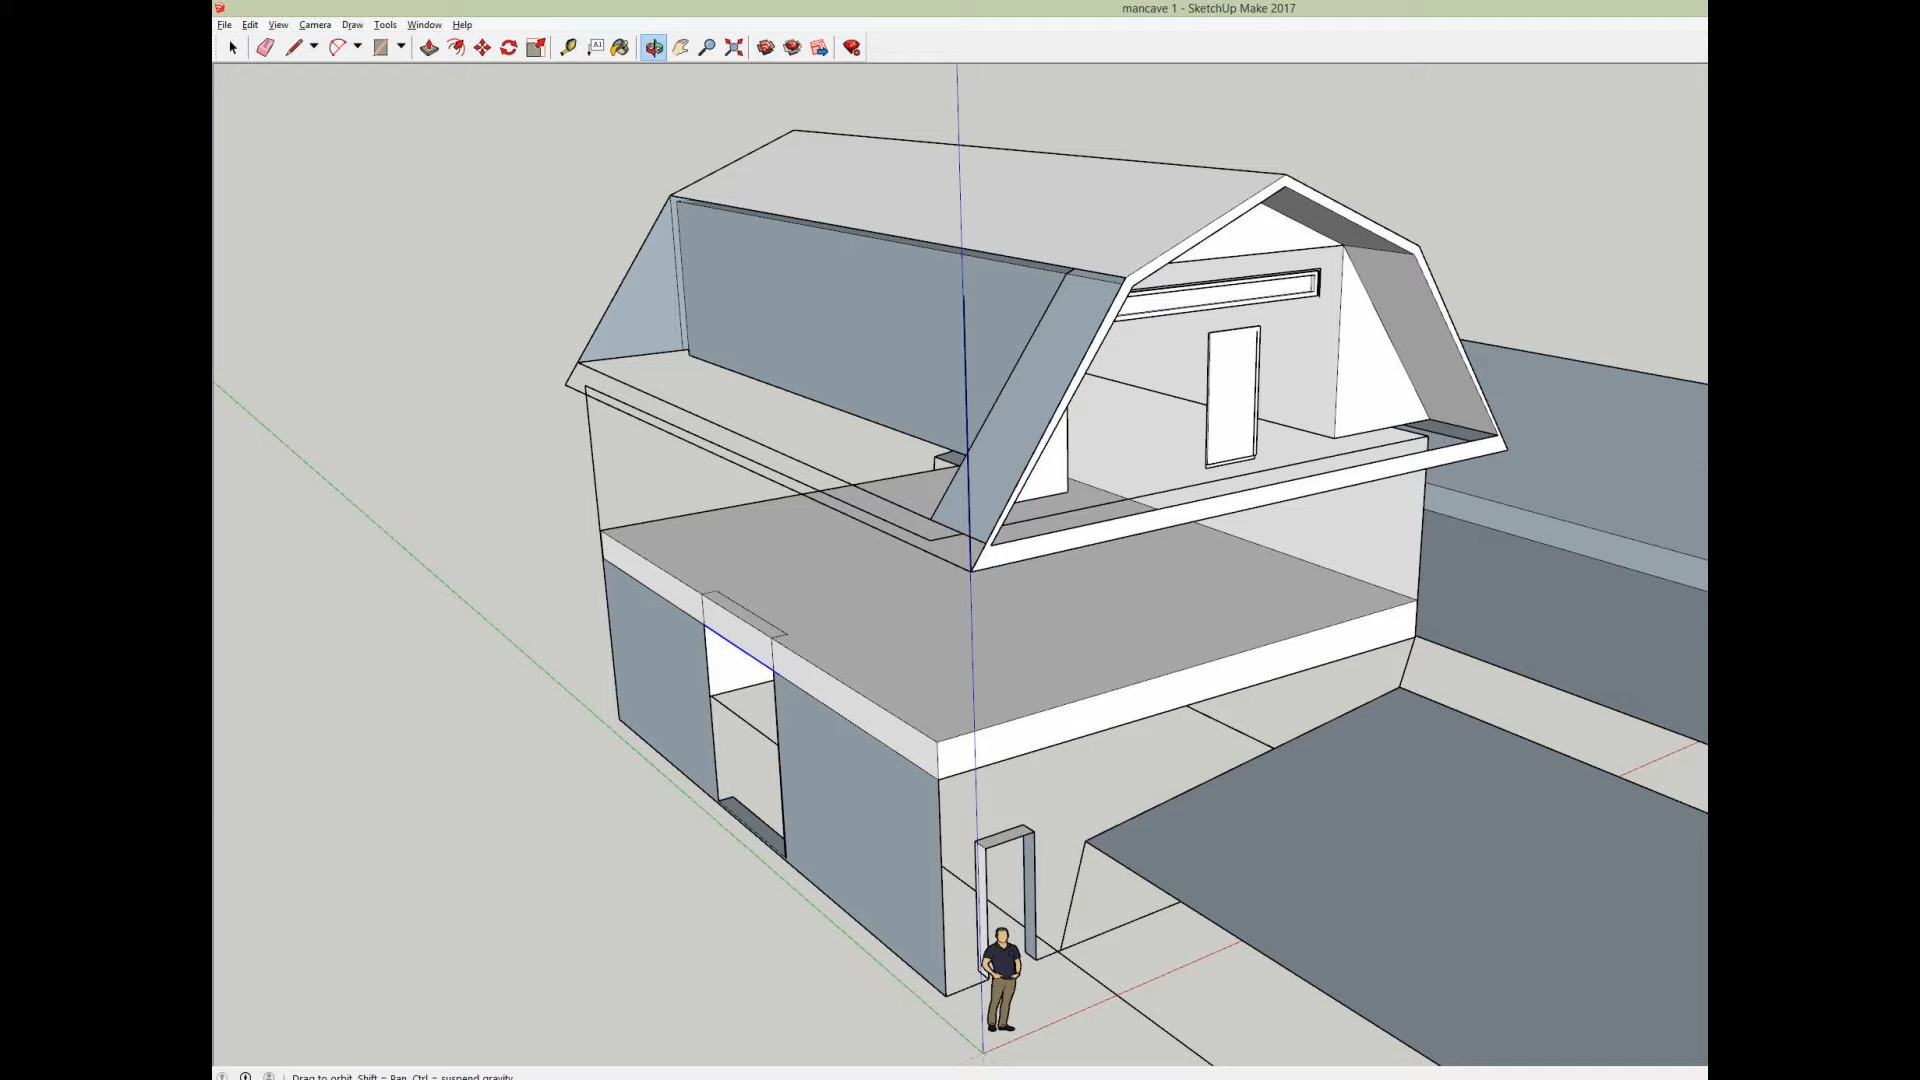 mancave 1 - SketchUp Make 2017
File Edit View Camera Draw Tools Window Help
A1
Drag to orbit. Shift = Pan, Ctrl = suspend gravity